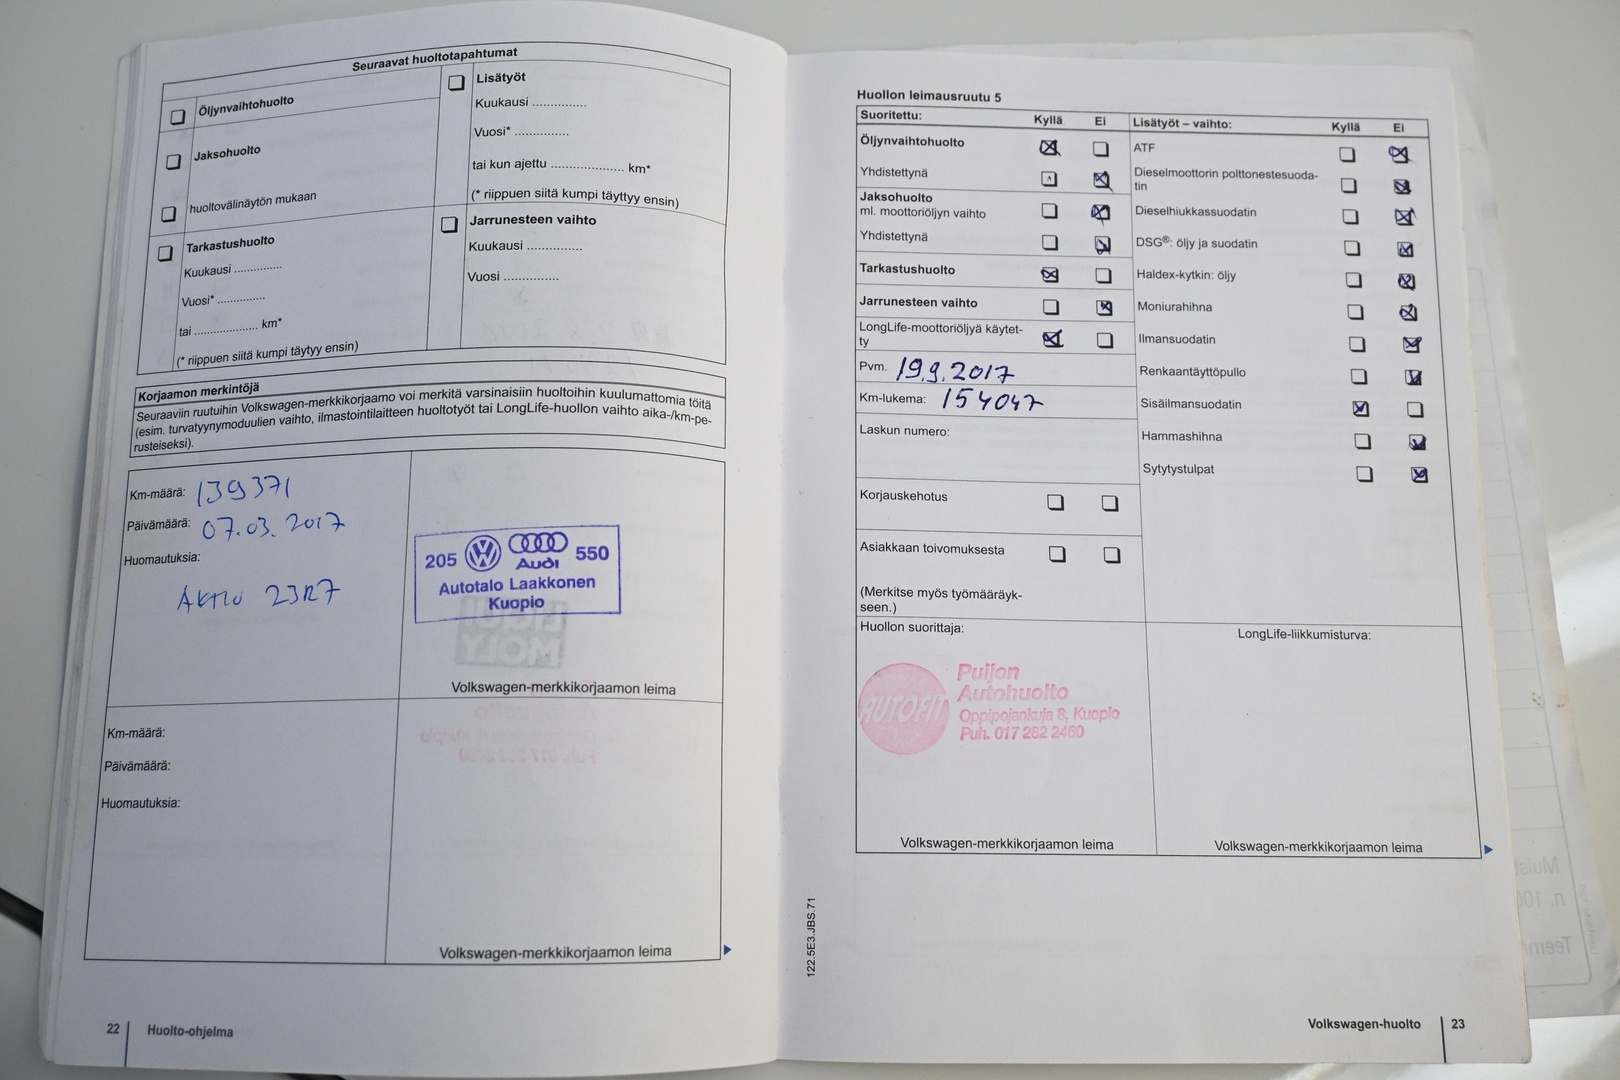 Seuraavat huoltotapahtumat
Öljynvaihtohuolto
Jaksohuolto
huoltovälinäytön mukaan
Tarkastushuolto
Kuukausi ..............
Vuosi* ..............
tai ................... km*
(* riippuen siitä kumpi täytyy ensin)
Lisätyöt
Kuukausi ...............
Vuosi* ...............
tai kun ajettu .................... km*
(* riippuen siitä kumpi täyttyy ensin)
Jarrunesteen vaihto
Kuukausi ...............
Vuosi ...............
Korjaamon merkintöjä
Seuraaviin ruutuihin Volkswagen-merkkikorjaamo voi merkitä varsinaisiin huoltoihin kuulumattomia töitä
(esim. turvatyynymoduulien vaihto, ilmastointilaitteen huoltotyöt tai LongLife-huollon vaihto aika-/km-pe-
rusteiseksi).
Km-määrä: 139371
Päivämäärä: 07.03.2017
Huomautuksia:
AKTIO 23R7
205 VW Audi 550
Autotalo Laakkonen
Kuopio
Volkswagen-merkkikorjaamon leima
Km-määrä:
Päivämäärä:
Huomautuksia:
Volkswagen-merkkikorjaamon leima
22 Huolto-ohjelma
Huollon leimausruutu 5
Suoritettu: Kyllä Ei
Öljynvaihtohuolto
Yhdistettynä
Jaksohuolto
ml. moottoriöljyn vaihto
Yhdistettynä
Tarkastushuolto
Jarrunesteen vaihto
LongLife-moottoriöljyä käytet-
ty
Pvm. 19.9.2017
Km-lukema: 154047
Laskun numero:
Korjauskehotus
Asiakkaan toivomuksesta
(Merkitse myös työmääräyk-
seen.)
Lisätyöt – vaihto: Kyllä Ei
ATF
Dieselmoottorin polttonestesuoda-
tin
Dieselhiukkassuodatin
DSG®: öljy ja suodatin
Haldex-kytkin: öljy
Moniurahihna
Ilmansuodatin
Renkaantäyttöpullo
Sisäilmansuodatin
Hammashihna
Sytytystulpat
Huollon suorittaja:
AUTOFIT
Puijon
Autohuolto
Oppipojankuja 8, Kuopio
Puh. 017 282 2460
Volkswagen-merkkikorjaamon leima
LongLife-liikkumisturva:
Volkswagen-merkkikorjaamon leima
122.5E3.JBS.71
Volkswagen-huolto 23